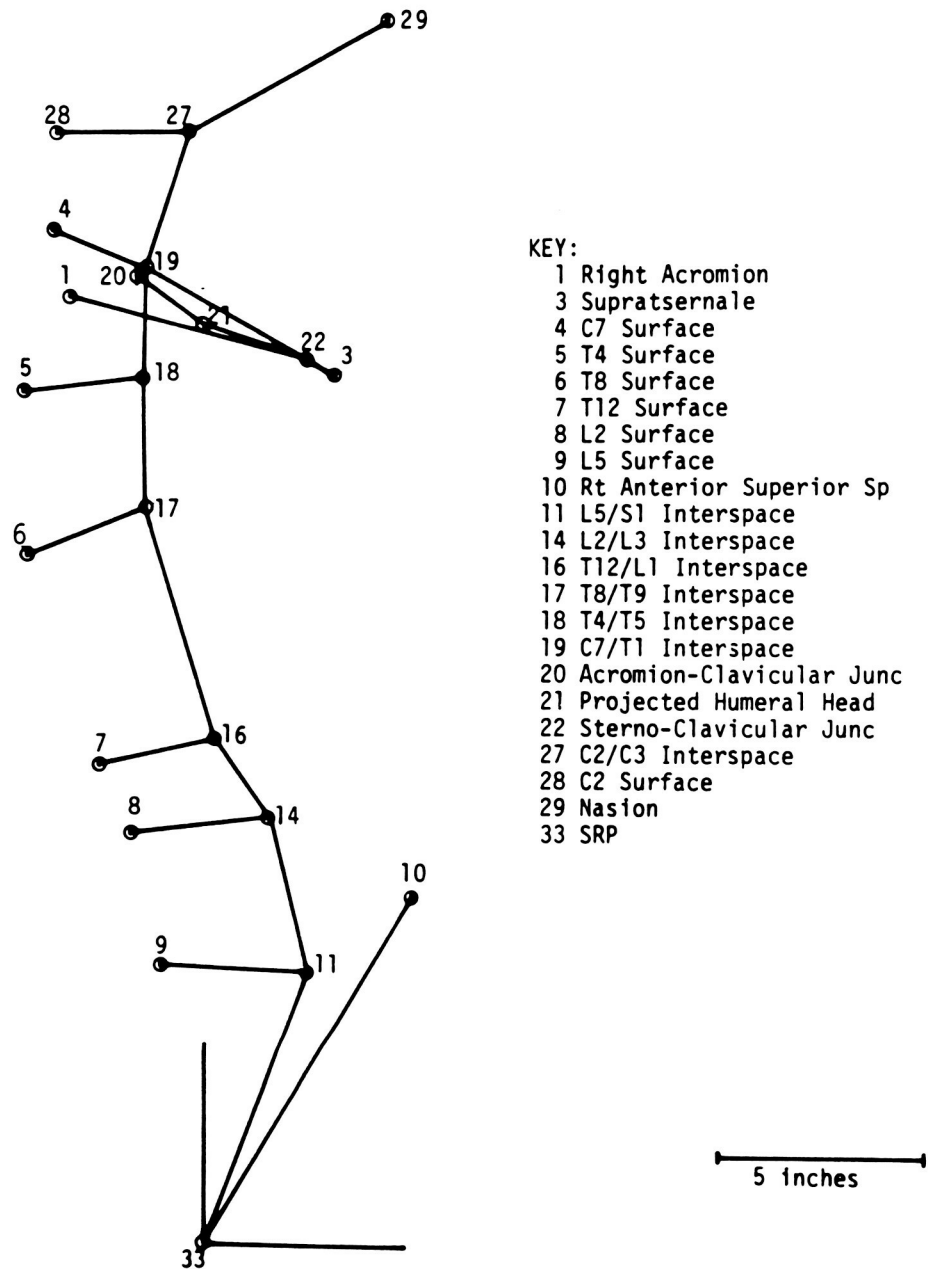 29
28
27
4
19
20
1
21
22
3
5
18
17
6
7
16
8
14
10
9
11
33
KEY:
1 Right Acromion
3 Supratsernale
4 C7 Surface
5 T4 Surface
6 T8 Surface
7 T12 Surface
8 L2 Surface
9 L5 Surface
10 Rt Anterior Superior Sp
11 L5/S1 Interspace
14 L2/L3 Interspace
16 T12/L1 Interspace
17 T8/T9 Interspace
18 T4/T5 Interspace
19 C7/T1 Interspace
20 Acromion-Clavicular Junc
21 Projected Humeral Head
22 Sterno-Clavicular Junc
27 C2/C3 Interspace
28 C2 Surface
29 Nasion
33 SRP
5 inches